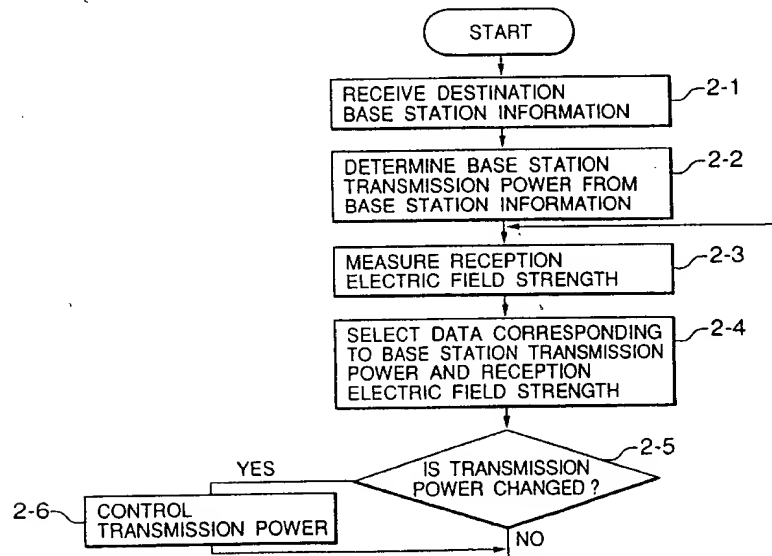 START
RECEIVE DESTINATION
BASE STATION INFORMATION
2-1
DETERMINE BASE STATION
TRANSMISSION POWER FROM
BASE STATION INFORMATION
2-2
MEASURE RECEPTION
ELECTRIC FIELD STRENGTH
2-3
SELECT DATA CORRESPONDING
TO BASE STATION TRANSMISSION
POWER AND RECEPTION
ELECTRIC FIELD STRENGTH
2-4
IS TRANSMISSION
POWER CHANGED ?
2-5
YES
CONTROL
TRANSMISSION POWER
2-6
NO